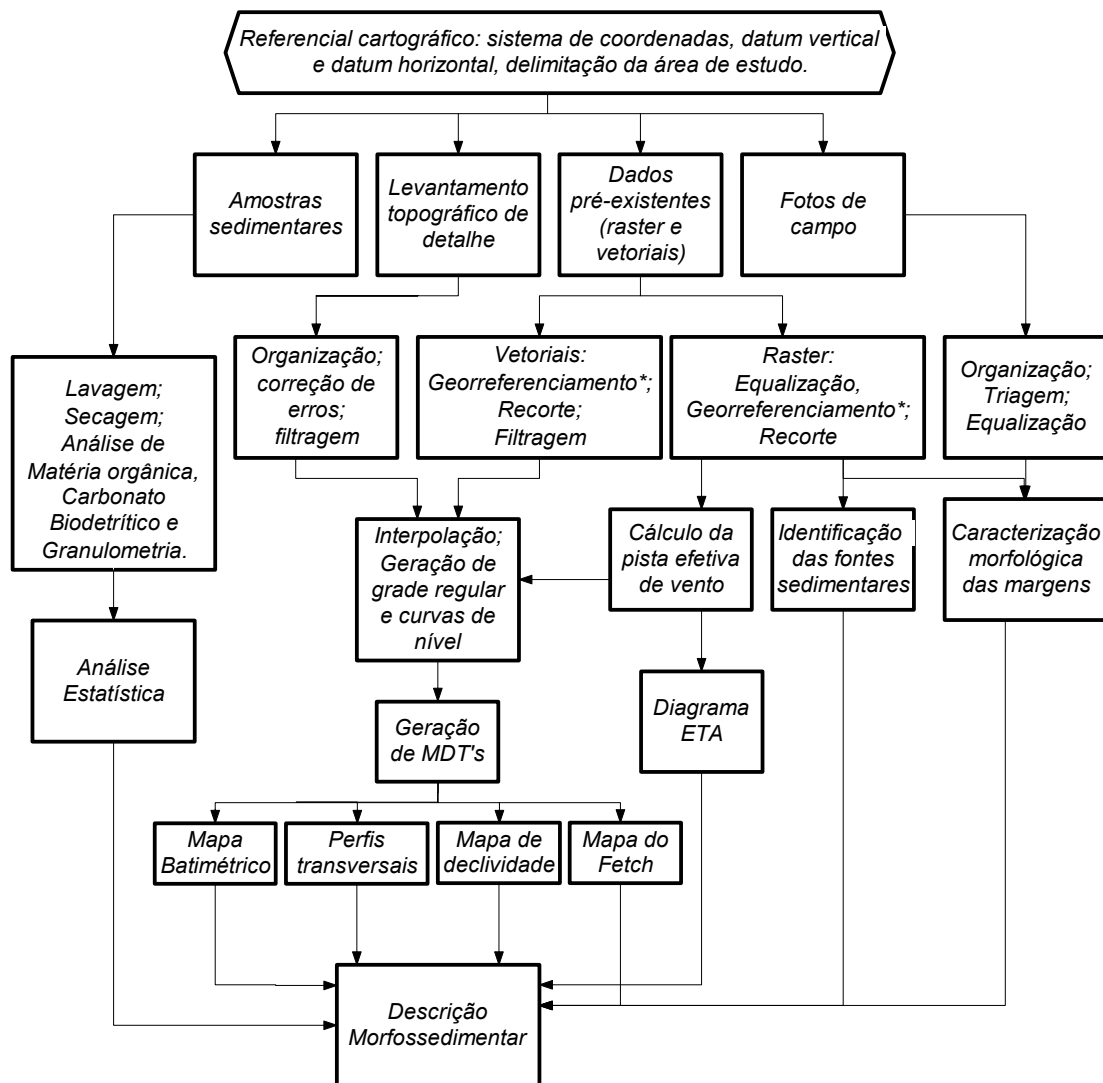 Referencial cartográfico: sistema de coordenadas, datum vertical
e datum horizontal, delimitação da área de estudo.
Amostras
sedimentares
Levantamento
topográfico de
detalhe
Dados
pré-existentes
(raster e
vetoriais)
Fotos de
campo
Lavagem;
Secagem;
Análise de
Matéria orgânica,
Carbonato
Biodetrítico e
Granulometria.
Organização;
correção de
erros;
filtragem
Vetoriais:
Georreferenciamento*;
Recorte;
Filtragem
Raster:
Equalização,
Georreferenciamento*;
Recorte
Organização;
Triagem;
Equalização
Interpolação;
Geração de
grade regular
e curvas de
nível
Cálculo da
pista efetiva
de vento
Identificação
das fontes
sedimentares
Caracterização
morfológica
das margens
Análise
Estatística
Geração
de MDT's
Diagrama
ETA
Mapa
Batimétrico
Perfis
transversais
Mapa de
declividade
Mapa do
Fetch
Descrição
Morfossedimentar